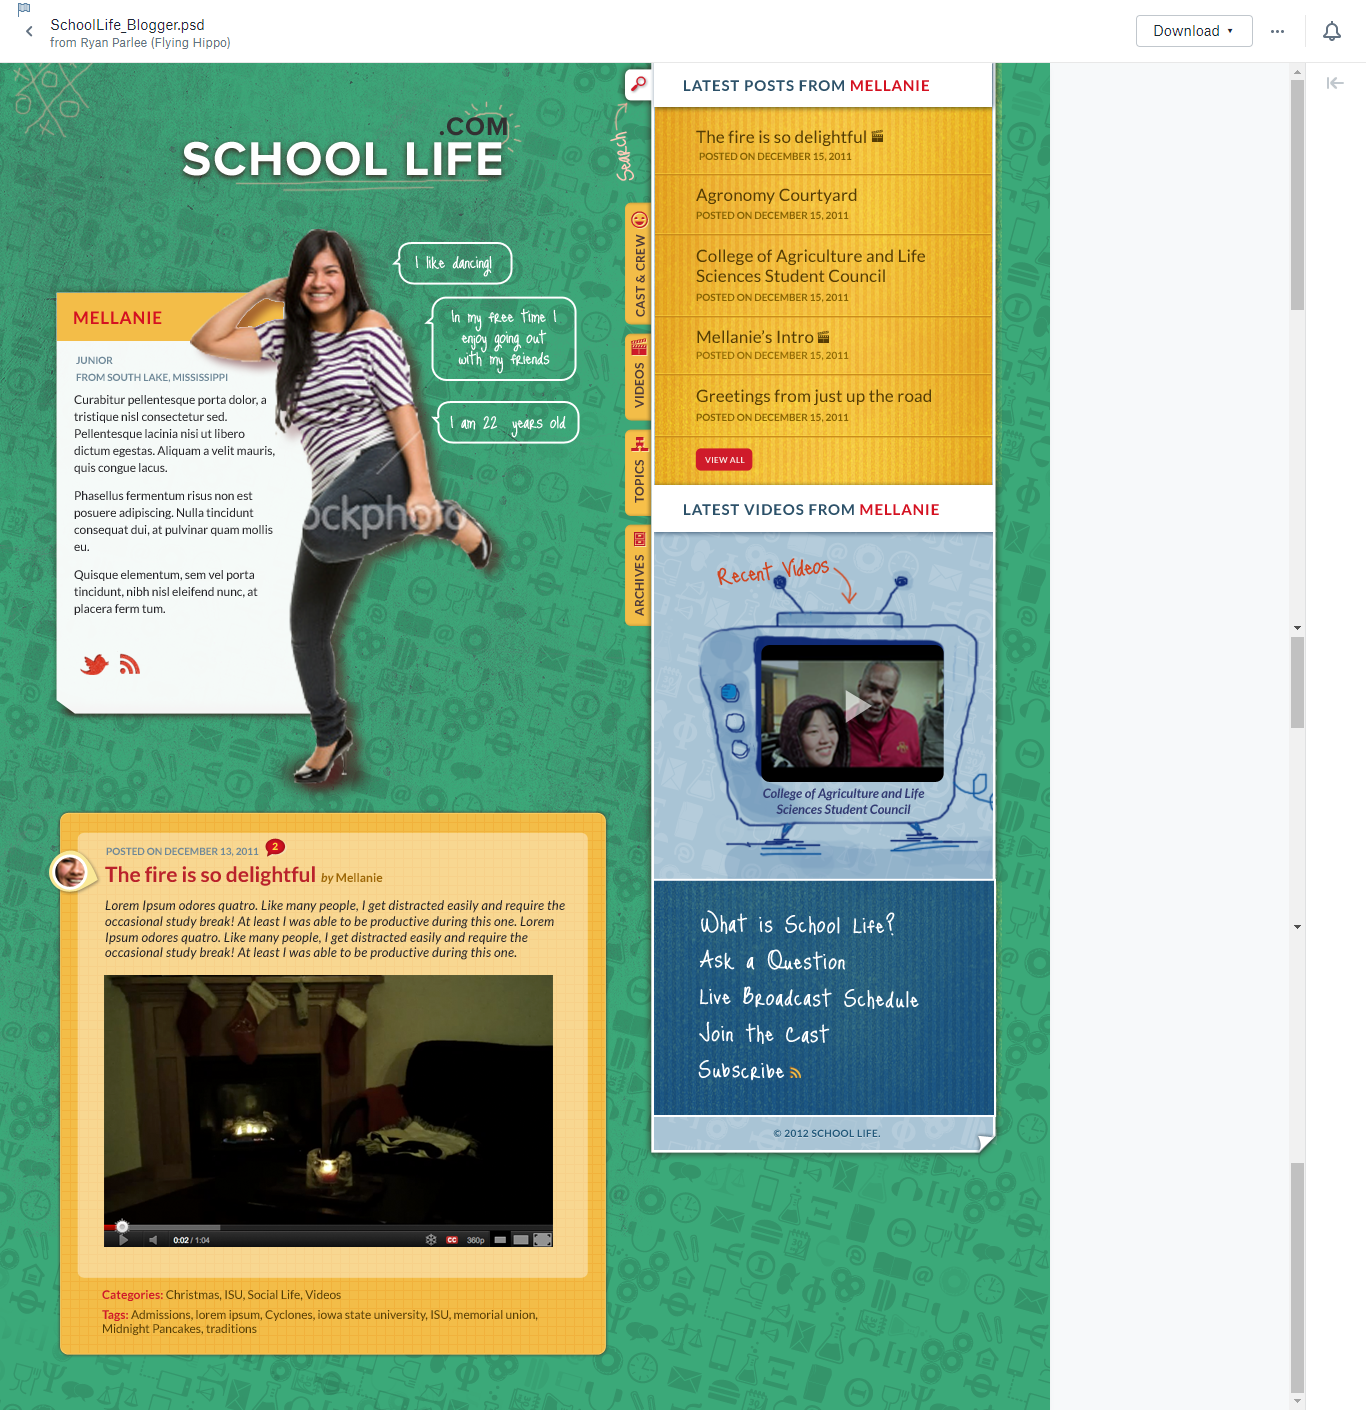 SchoolLife_Blogger.psd
from Ryan Parlee (Flying Hippo)
Download
.COM
SCHOOL LIFE
Search
I like dancing!
In my free time I
enjoy going out
with my friends
I am 22 years old
MELLANIE
JUNIOR
FROM SOUTH LAKE, MISSISSIPPI
Curabitur pellentesque porta dolor, a
tristique nisl consectetur sed.
Pellentesque lacinia nisi ut libero
dictum egestas. Aliquam a velit mauris,
quis congue lacus.
Phasellus fermentum risus non est
posuere adipiscing. Nulla tincidunt
consequat dui, at pulvinar quam mollis
eu.
Quisque elementum, sem vel porta
tincidunt, nibh nisl eleifend nunc, at
placera ferm tum.
ockphoto
CAST & CREW
VIDEOS
TOPICS
ARCHIVES
LATEST POSTS FROM MELLANIE
The fire is so delightful
POSTED ON DECEMBER 15, 2011
Agronomy Courtyard
POSTED ON DECEMBER 15, 2011
College of Agriculture and Life
Sciences Student Council
POSTED ON DECEMBER 15, 2011
Mellanie's Intro
POSTED ON DECEMBER 15, 2011
Greetings from just up the road
POSTED ON DECEMBER 15, 2011
VIEW ALL
LATEST VIDEOS FROM MELLANIE
Recent Videos
College of Agriculture and Life
Sciences Student Council
What is School Life?
Ask a Question
Live Broadcast Schedule
Join the Cast
Subscribe
© 2012 SCHOOL LIFE.
POSTED ON DECEMBER 13, 2011 2
The fire is so delightful by Mellanie
Lorem Ipsum odores quatro. Like many people, I get distracted easily and require the
occasional study break! At least I was able to be productive during this one. Lorem
Ipsum odores quatro. Like many people, I get distracted easily and require the
occasional study break! At least I was able to be productive during this one.
0:02 / 1:04 CC 360p
Categories: Christmas, ISU, Social Life, Videos
Tags: Admissions, lorem ipsum, Cyclones, iowa state university, ISU, memorial union,
Midnight Pancakes, traditions